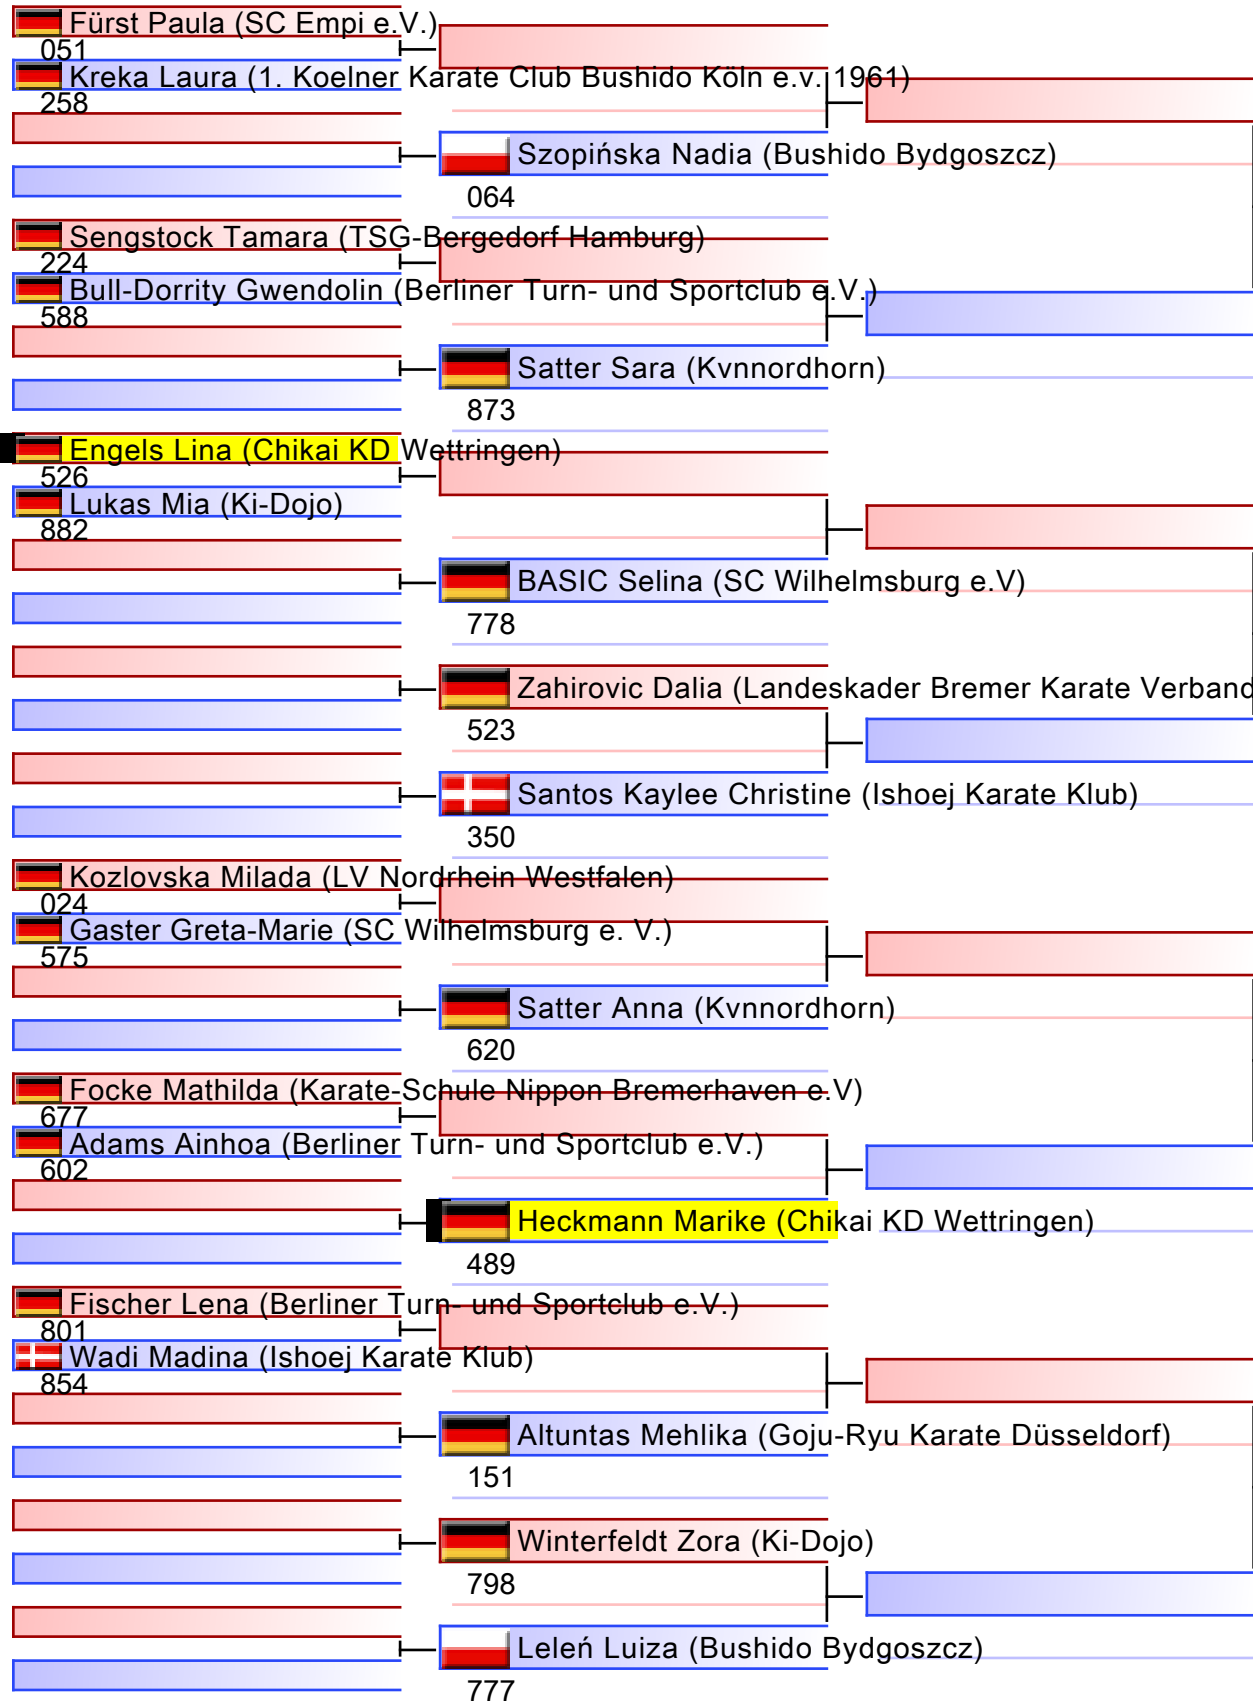 Fürst Paula (SC Empi e.V.)
051
Kreka Laura (1. Koelner Karate Club Bushido Köln e.v. 1961)
258
Szopińska Nadia (Bushido Bydgoszcz)
064
Sengstock Tamara (TSG-Bergedorf Hamburg)
224
Bull-Dorrity Gwendolin (Berliner Turn- und Sportclub e.V.)
588
Satter Sara (Kvnnordhorn)
873
Engels Lina (Chikai KD Wettringen)
526
Lukas Mia (Ki-Dojo)
882
BASIC Selina (SC Wilhelmsburg e.V)
778
Zahirovic Dalia (Landeskader Bremer Karate Verband
523
Santos Kaylee Christine (Ishoej Karate Klub)
350
Kozlovska Milada (LV Nordrhein Westfalen)
024
Gaster Greta-Marie (SC Wilhelmsburg e. V.)
575
Satter Anna (Kvnnordhorn)
620
Focke Mathilda (Karate-Schule Nippon Bremerhaven e.V)
677
Adams Ainhoa (Berliner Turn- und Sportclub e.V.)
602
Heckmann Marike (Chikai KD Wettringen)
489
Fischer Lena (Berliner Turn- und Sportclub e.V.)
801
Wadi Madina (Ishoej Karate Klub)
854
Altuntas Mehlika (Goju-Ryu Karate Düsseldorf)
151
Winterfeldt Zora (Ki-Dojo)
798
Leleń Luiza (Bushido Bydgoszcz)
777